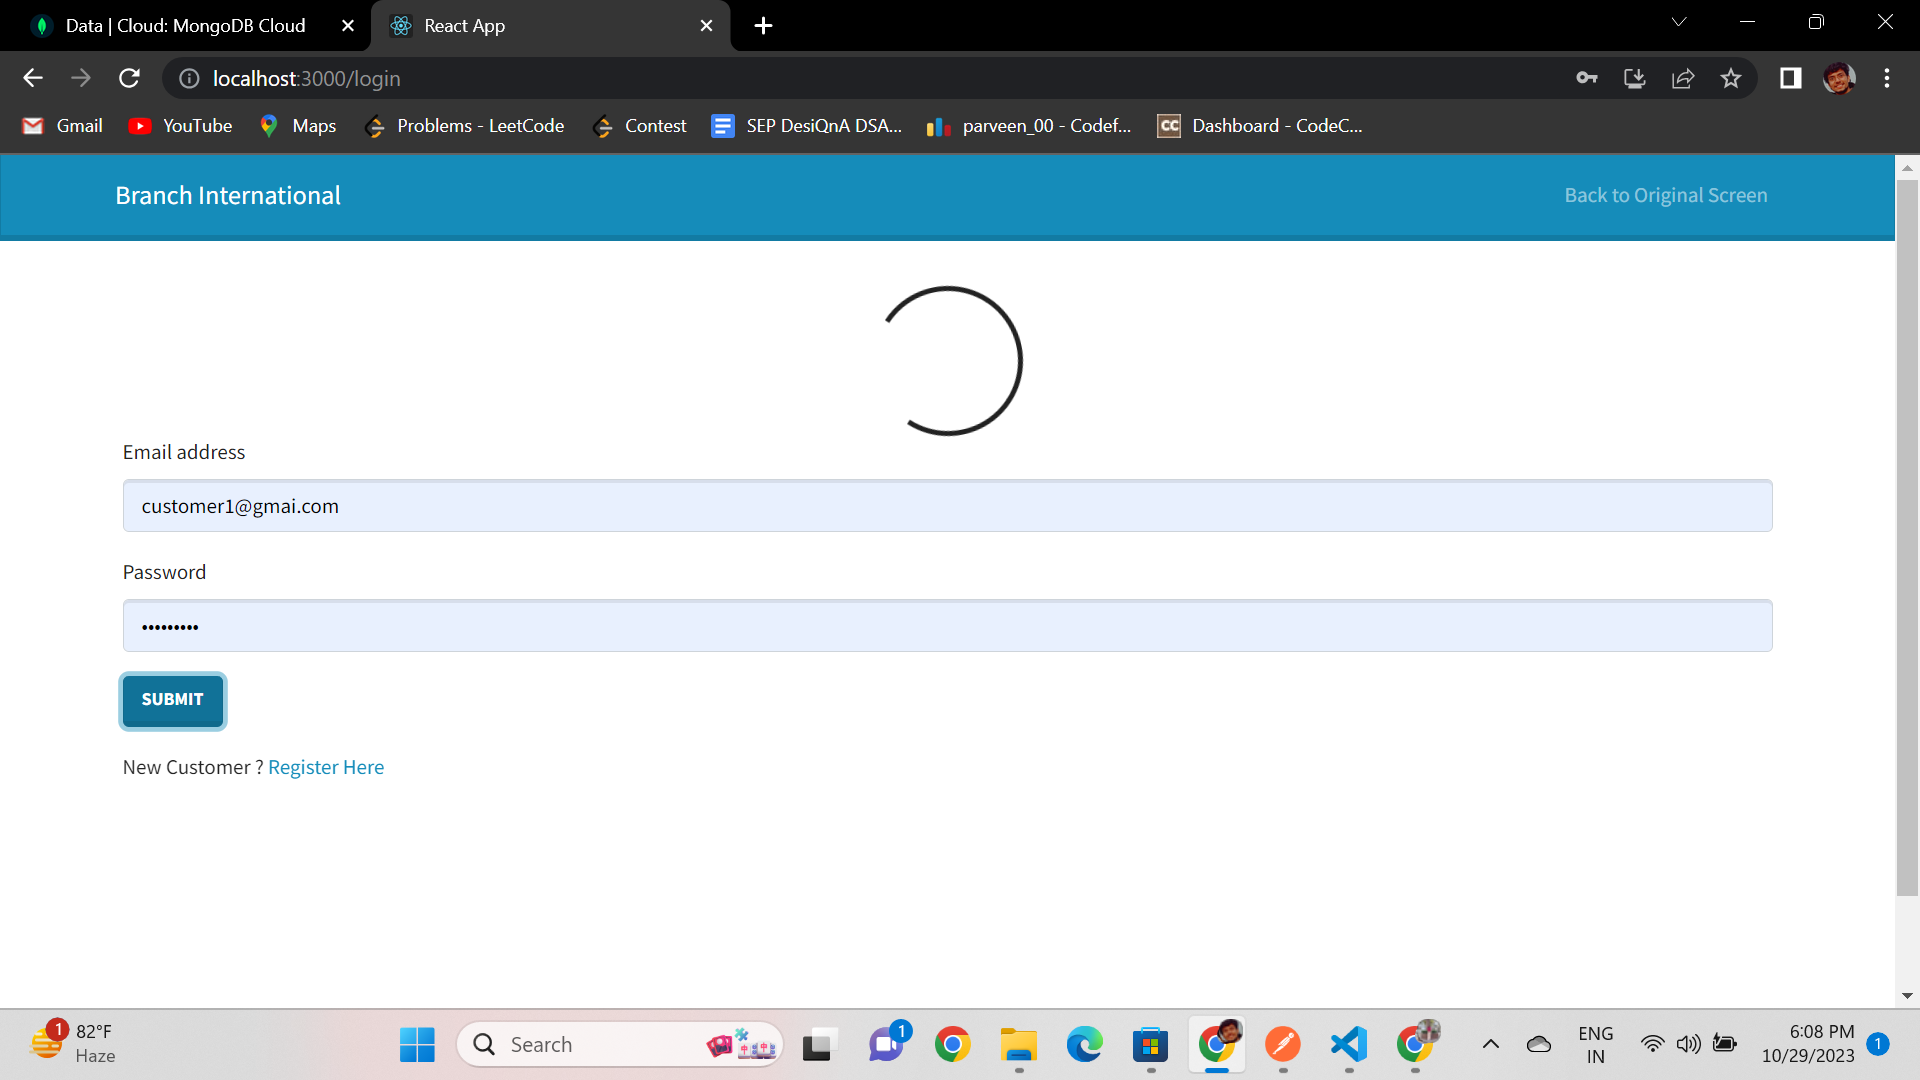 Data | Cloud: MongoDB Cloud
React App
localhost:3000/login
Gmail
YouTube
Maps
Problems - LeetCode
Contest
SEP DesiQnA DSA...
parveen_00 - Codef...
CC
Dashboard - CodeC...
Branch International
Back to Original Screen
Email address
customer1@gmai.com
Password
•••••••••
SUBMIT
New Customer ? Register Here
1
82°F
Haze
Search
1
ENG
IN
6:08 PM
10/29/2023
1